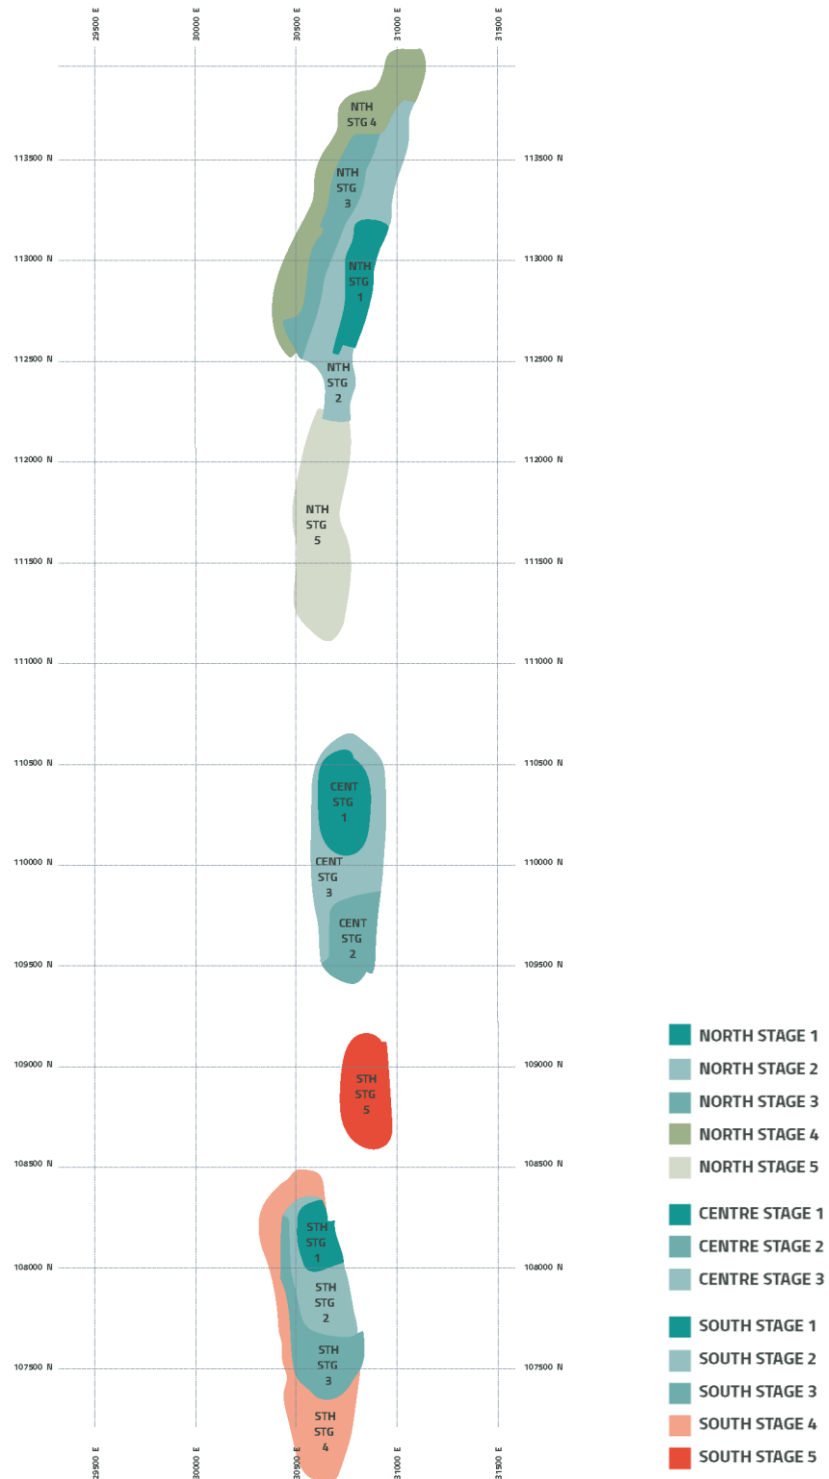 29500 E
30000 E
30500 E
31000 E
31500 E
NTH
STG 4
113500 N
113500 N
NTH
STG
3
113000 N
113000 N
NTH
STG
1
112500 N
112500 N
NTH
STG
2
112000 N
112000 N
NTH
STG
5
111500 N
111500 N
111000 N
111000 N
110500 N
110500 N
CENT
STG
1
110000 N
110000 N
CENT
STG
3
CENT
STG
2
109500 N
109500 N
109000 N
109000 N
STH
STG
5
108500 N
108500 N
STH
STG
1
108000 N
108000 N
STH
STG
2
107500 N
107500 N
STH
STG
3
STH
STG
4
29500 E
30000 E
30500 E
31000 E
31500 E
NORTH STAGE 1
NORTH STAGE 2
NORTH STAGE 3
NORTH STAGE 4
NORTH STAGE 5
CENTRE STAGE 1
CENTRE STAGE 2
CENTRE STAGE 3
SOUTH STAGE 1
SOUTH STAGE 2
SOUTH STAGE 3
SOUTH STAGE 4
SOUTH STAGE 5